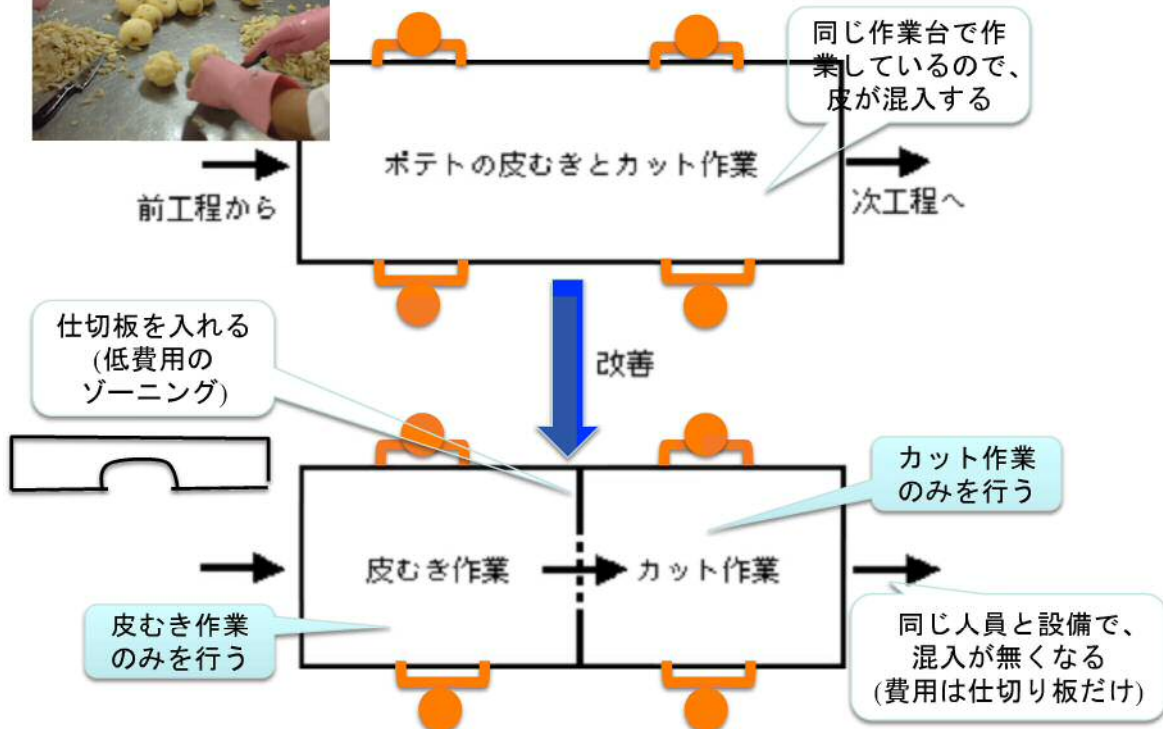 同じ作業台で作
業しているので、
皮が混入する
ポテトの皮むきとカット作業
前工程から
次工程へ
仕切板を入れる
(低費用の
ゾーニング)
改善
カット作業
のみを行う
皮むき作業
カット作業
皮むき作業
のみを行う
同じ人員と設備で、
混入が無くなる
(費用は仕切り板だけ)